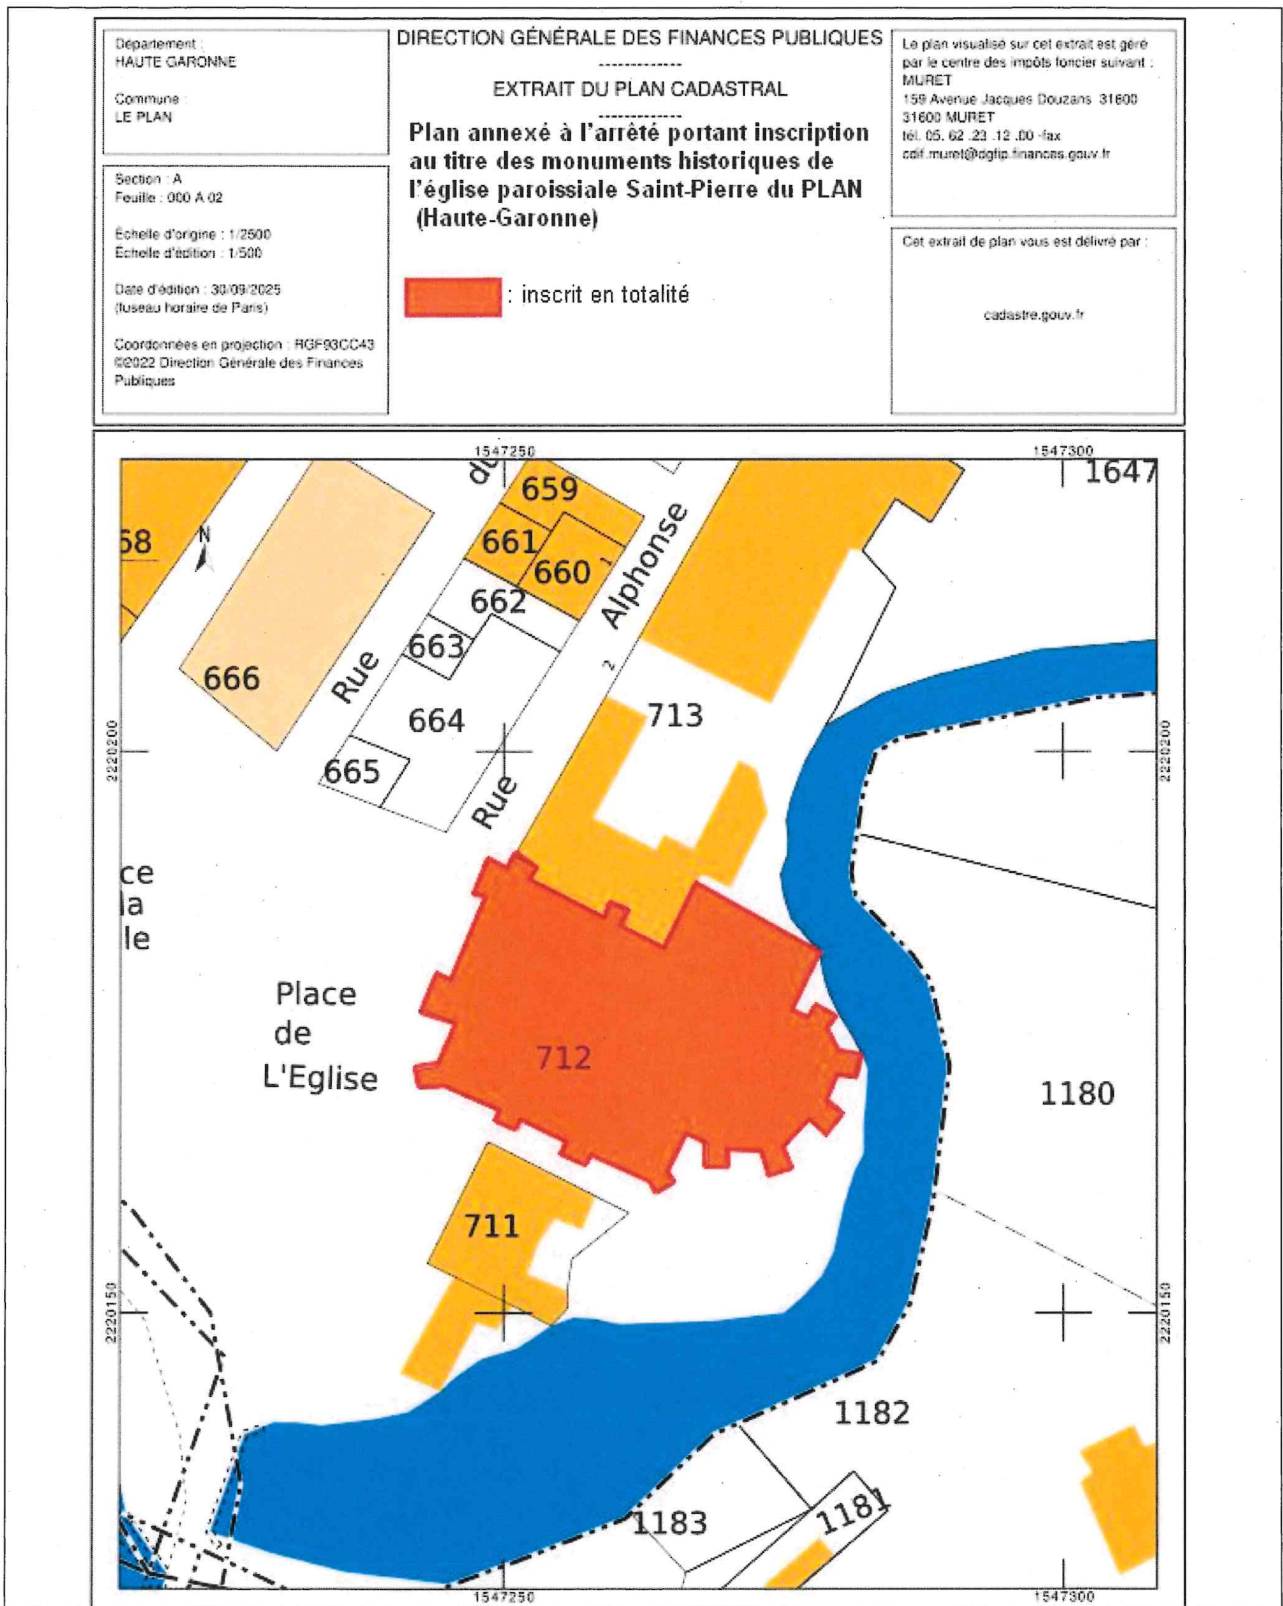 Département :
HAUTE GARONNE
Commune :
LE PLAN
Section : A
Feuille : 000 A 02
Échelle d'origine : 1/2500
Échelle d'édition : 1/500
Date d'édition : 30/09/2025
(fuseau horaire de Paris)
Coordonnées en projection : RGF93CC43
©2022 Direction Générale des Finances
Publiques
DIRECTION GÉNÉRALE DES FINANCES PUBLIQUES
-------------
EXTRAIT DU PLAN CADASTRAL
-------------
Plan annexé à l'arrêté portant inscription
au titre des monuments historiques de
l'église paroissiale Saint-Pierre du PLAN
(Haute-Garonne)
: inscrit en totalité
Le plan visualisé sur cet extrait est géré
par le centre des impôts foncier suivant :
MURET
159 Avenue Jacques Douzans 31600
31600 MURET
tél. 05. 62 .23 .12 .00 -fax
cdif.muret@dgfip.finances.gouv.fr
Cet extrait de plan vous est délivré par :
cadastre.gouv.fr
1547250
1547300
1647
du
659
68
N
661
660
1
Alphonse
662
663
2
666
Rue
664
713
2220200
2220200
665
Rue
ce
la
le
Place
de
L'Eglise
712
1180
711
2220150
2220150
1182
1181
1183
1547250
1547300